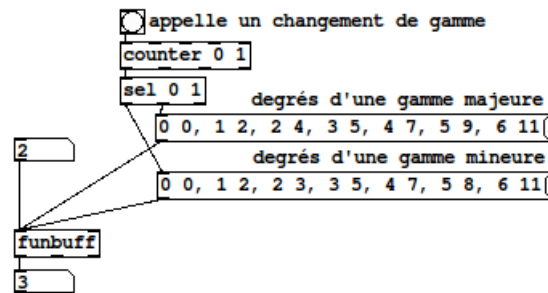 appelle un changement de gamme
counter 0 1
sel 0 1
degrés d'une gamme majeure
0 0, 1 2, 2 4, 3 5, 4 7, 5 9, 6 11
degrés d'une gamme mineure
2
0 0, 1 2, 2 3, 3 5, 4 7, 5 8, 6 11
funbuff
3